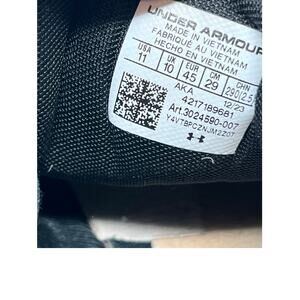 UNDER ARMOUR
MADE IN VIETNAM
FABRIQUÉ AU VIETNAM
HECHO EN VIETNAM
USA UK EUR CM CHN
11 10 45 29 290 2.5
AKA 12/23
4217189681
Art.3024590-007
Y4VTBPCZNJM2Z07